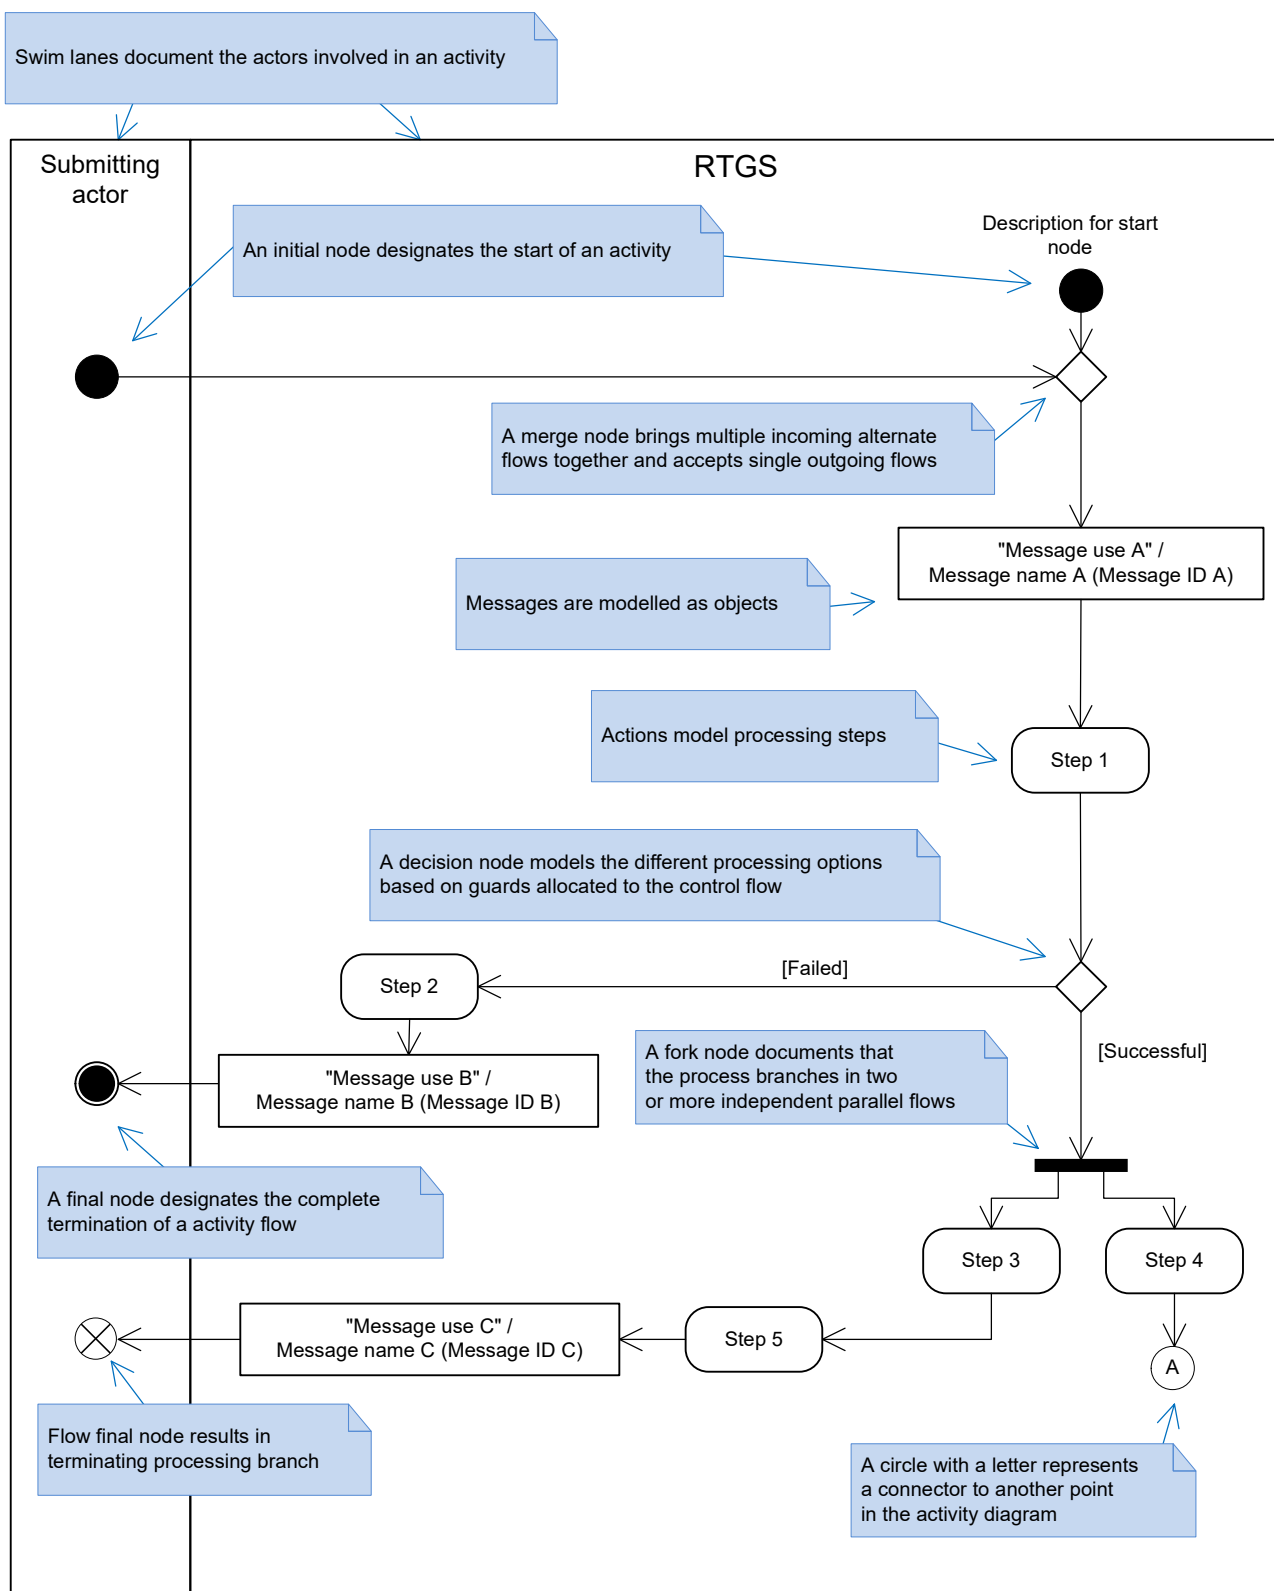 Swim lanes document the actors involved in an activity
Submitting
actor
RTGS
An initial node designates the start of an activity
Description for start
node
A merge node brings multiple incoming alternate
flows together and accepts single outgoing flows
"Message use A" /
Message name A (Message ID A)
Messages are modelled as objects
Actions model processing steps
Step 1
A decision node models the different processing options
based on guards allocated to the control flow
[Failed]
Step 2
[Successful]
A fork node documents that
the process branches in two
or more independent parallel flows
"Message use B" /
Message name B (Message ID B)
A final node designates the complete
termination of a activity flow
Step 3
Step 4
"Message use C" /
Message name C (Message ID C)
Step 5
A
Flow final node results in
terminating processing branch
A circle with a letter represents
a connector to another point
in the activity diagram